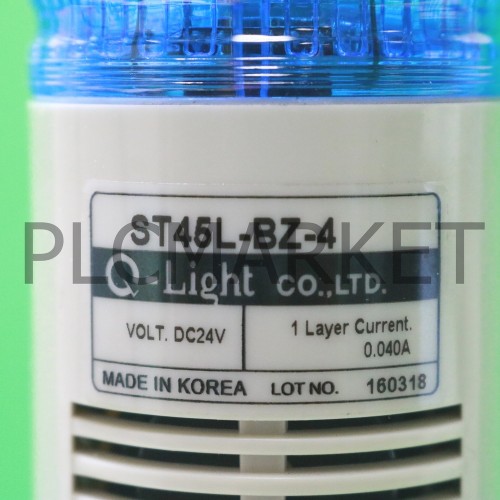 ST45L-BZ-4
PLCMARKET
Q-Light CO.,LTD.
VOLT. DC24V
1 Layer Current.
0.040A
MADE IN KOREA LOT NO. 160318